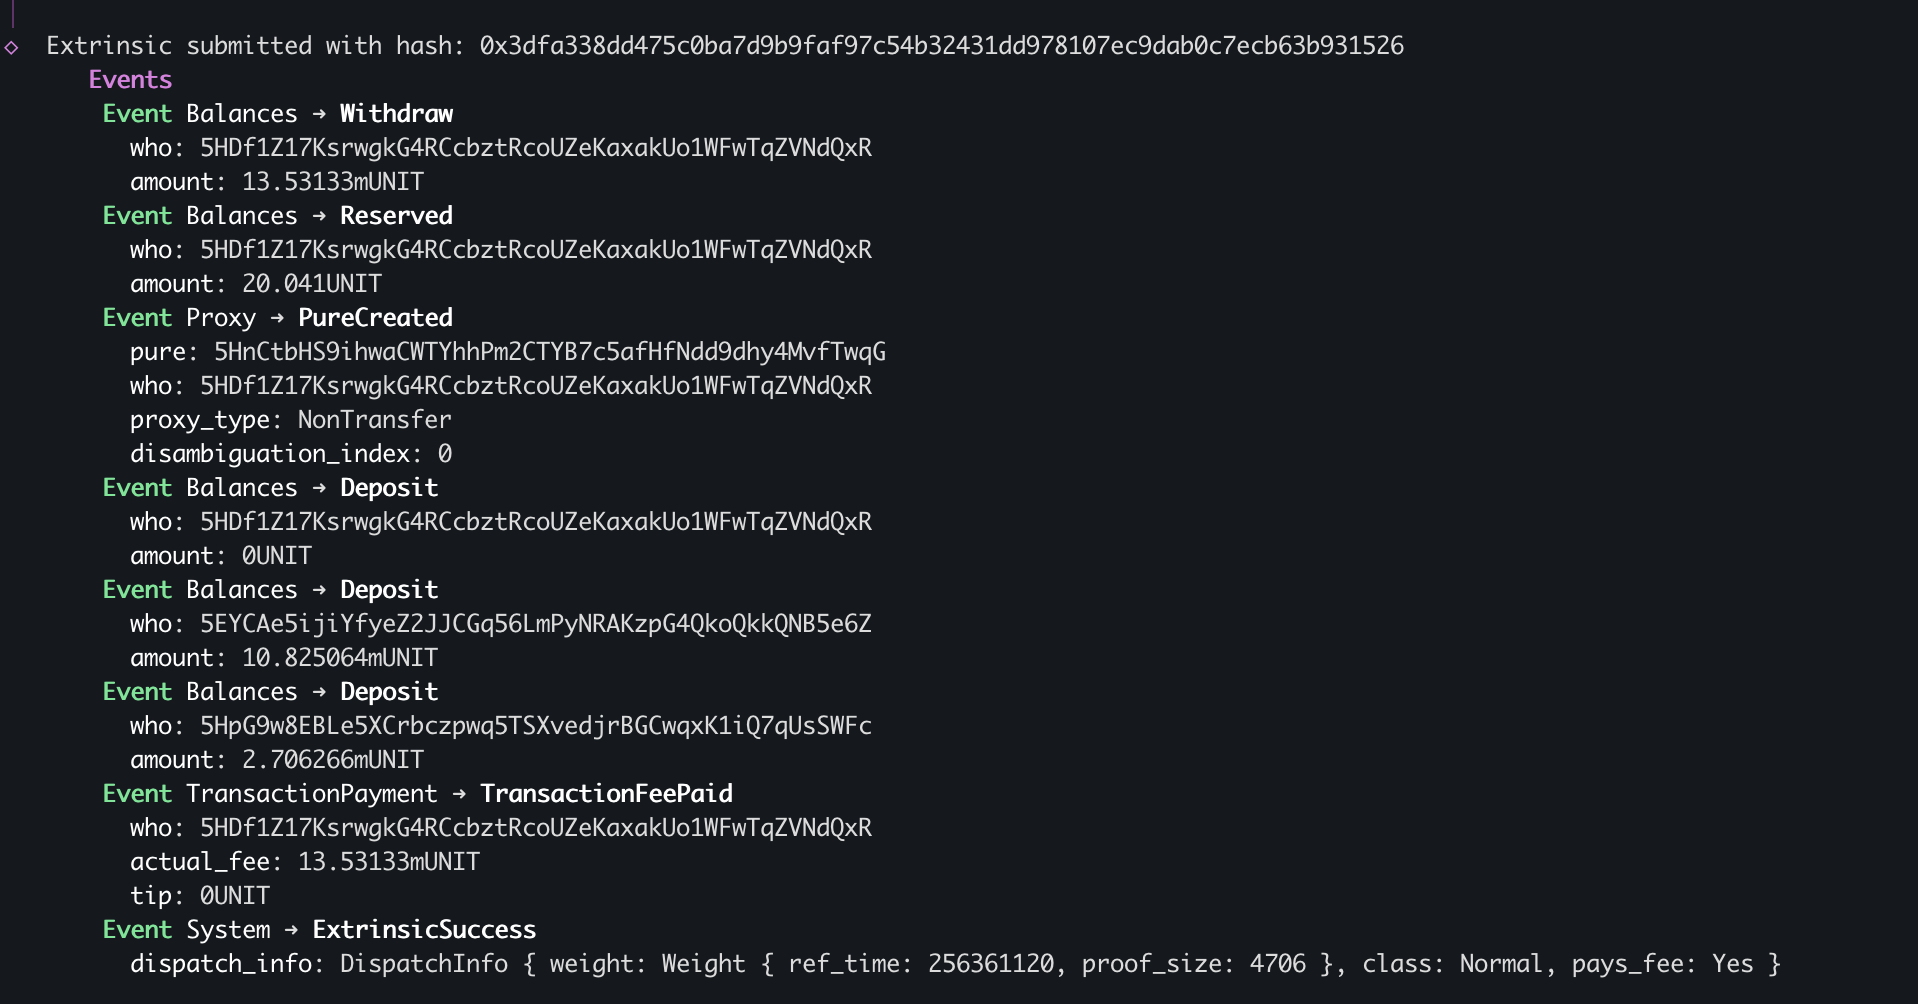 ◇ Extrinsic submitted with hash: 0x3dfa338dd475c0ba7d9b9faf97c54b32431dd978107ec9dab0c7ecb63b931526
Events
Event Balances → Withdraw
who: 5HDf1Z17KsrwgkG4RCcbztRcoUZeKaxakUo1WFwTqZVNdQxR
amount: 13.53133mUNIT
Event Balances → Reserved
who: 5HDf1Z17KsrwgkG4RCcbztRcoUZeKaxakUo1WFwTqZVNdQxR
amount: 20.041UNIT
Event Proxy → PureCreated
pure: 5HnCtbHS9ihwaCWTYhhPm2CTYB7c5afHfNdd9dhy4MvfTwqG
who: 5HDf1Z17KsrwgkG4RCcbztRcoUZeKaxakUo1WFwTqZVNdQxR
proxy_type: NonTransfer
disambiguation_index: 0
Event Balances → Deposit
who: 5HDf1Z17KsrwgkG4RCcbztRcoUZeKaxakUo1WFwTqZVNdQxR
amount: 0UNIT
Event Balances → Deposit
who: 5EYCAe5ijiYfyeZ2JJCGq56LmPyNRAKzpG4QkoQkkQNB5e6Z
amount: 10.825064mUNIT
Event Balances → Deposit
who: 5HpG9w8EBLe5XCrbczpwq5TSXvedjrBGCwqxK1iQ7qUsSWFc
amount: 2.706266mUNIT
Event TransactionPayment → TransactionFeePaid
who: 5HDf1Z17KsrwgkG4RCcbztRcoUZeKaxakUo1WFwTqZVNdQxR
actual_fee: 13.53133mUNIT
tip: 0UNIT
Event System → ExtrinsicSuccess
dispatch_info: DispatchInfo { weight: Weight { ref_time: 256361120, proof_size: 4706 }, class: Normal, pays_fee: Yes }